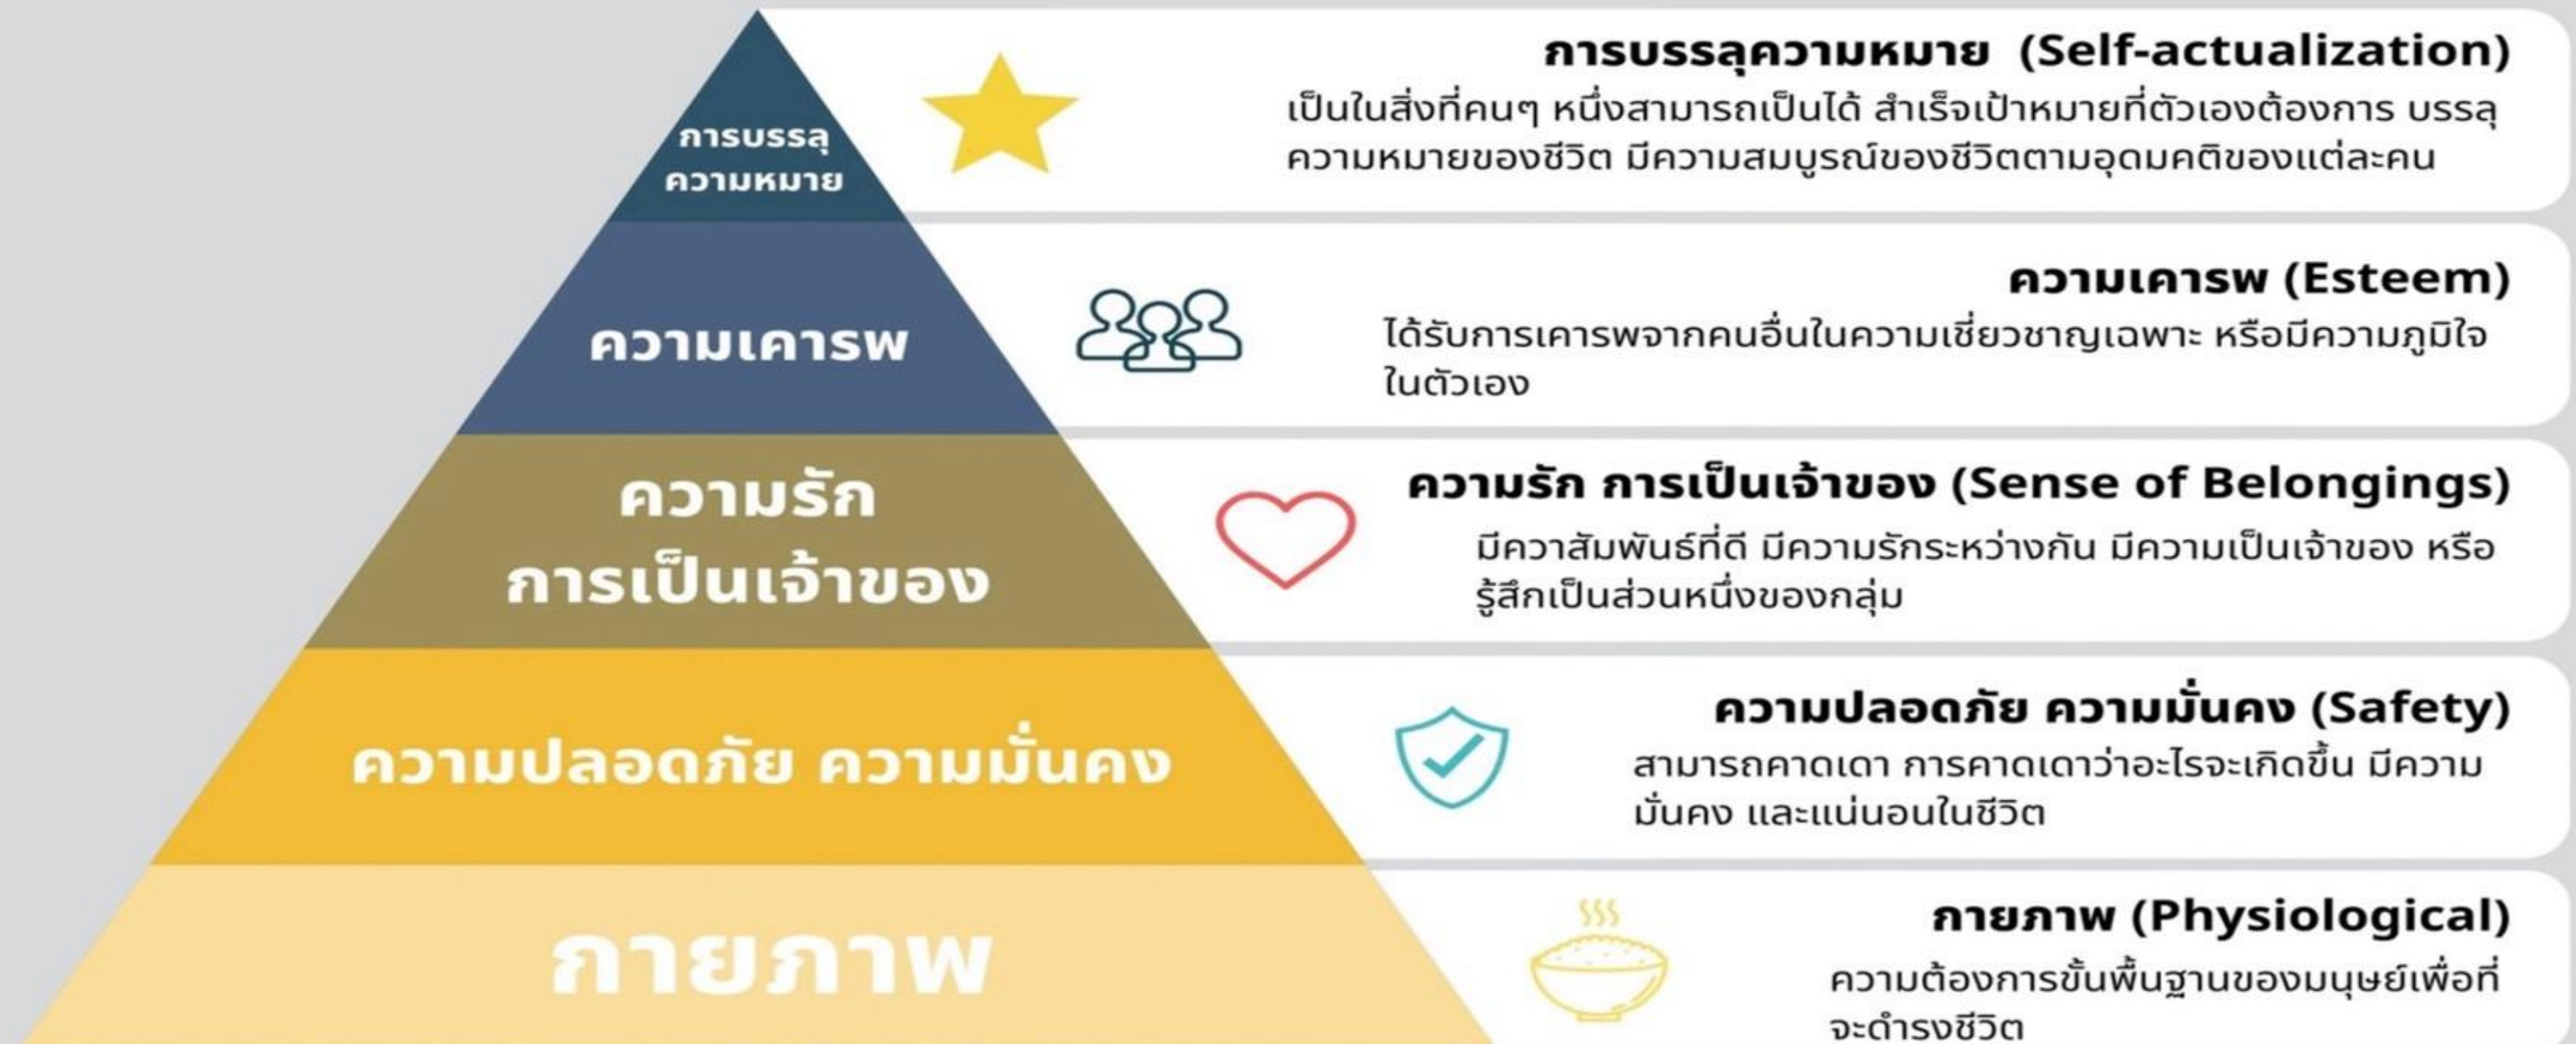 การบรรลุ
ความหมาย
การบรรลุความหมาย (Self-actualization)
เป็นในสิ่งที่คนๆ หนึ่งสามารถเป็นได้ สำเร็จเป้าหมายที่ตัวเองต้องการ บรรลุ
ความหมายของชีวิต มีความสมบูรณ์ของชีวิตตามอุดมคติของแต่ละคน
ความเคารพ
ความเคารพ (Esteem)
ได้รับการเคารพจากคนอื่นในความเชี่ยวชาญเฉพาะ หรือมีความภูมิใจ
ในตัวเอง
ความรัก
การเป็นเจ้าของ
ความรัก การเป็นเจ้าของ (Sense of Belongings)
มีควาสัมพันธ์ที่ดี มีความรักระหว่างกัน มีความเป็นเจ้าของ หรือ
รู้สึกเป็นส่วนหนึ่งของกลุ่ม
ความปลอดภัย ความมั่นคง
ความปลอดภัย ความมั่นคง (Safety)
สามารถคาดเดา การคาดเดาว่าอะไรจะเกิดขึ้น มีความ
มั่นคง และแน่นอนในชีวิต
กายภาพ
กายภาพ (Physiological)
ความต้องการขั้นพื้นฐานของมนุษย์เพื่อที่
จะดำรงชีวิต